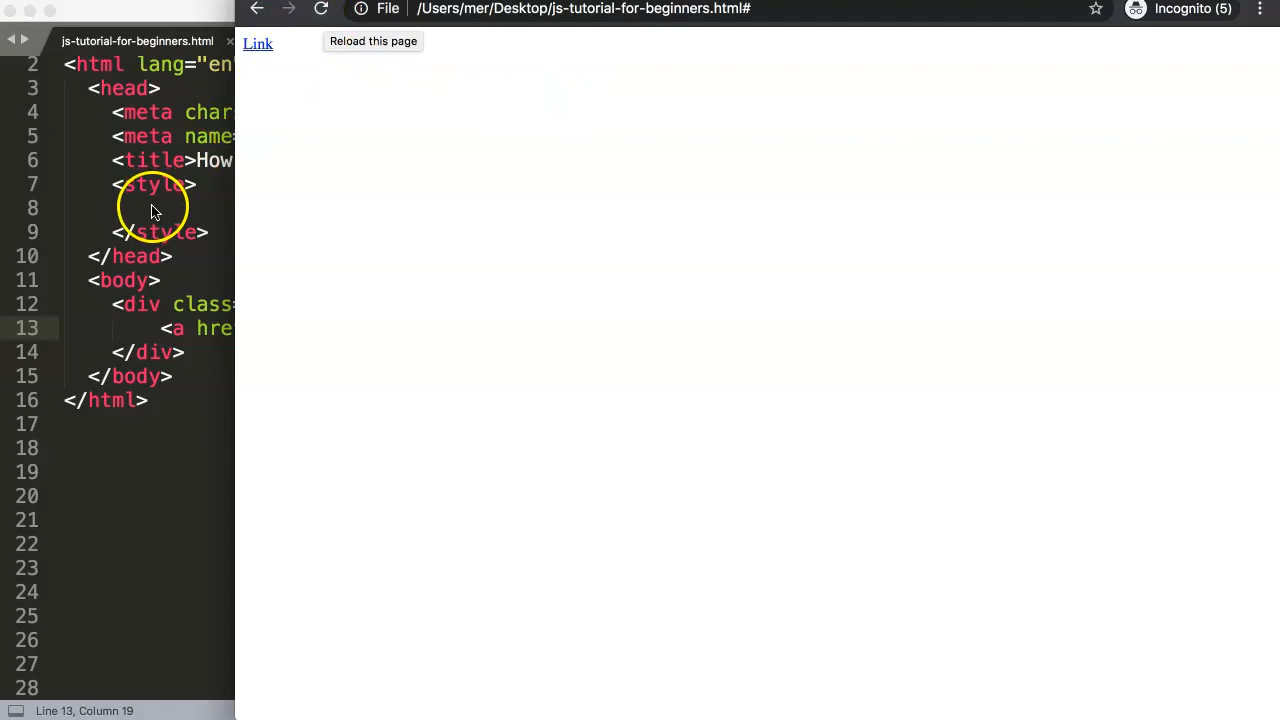 /Users/mer/Desktop/js-tutorial-for-beginners.html#
File
Incognito (5)
js-tutorial-for-beginners.html ×
Link
Reload this page
2 <html lang="en"
3 <head>
4 <meta char
5 <meta name=
6 <title>How
7 <style>
8
9 </style>
10 </head>
11 <body>
12 <div class=
13 <a hre
14 </div>
15 </body>
16 </html>
17
18
19
20
21
22
23
24
25
26
27
28
Line 13, Column 19